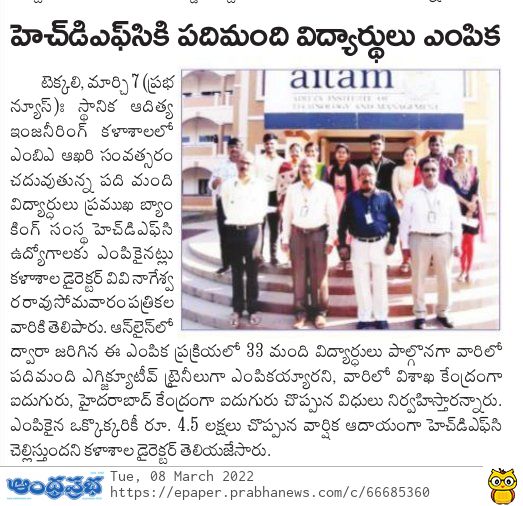 హెచ్‌డిఎఫ్‌సికి పదిమంది విద్యార్థులు ఎంపిక
టెక్కలి, మార్చి 7 (ప్రభ
న్యూస్): స్థానిక ఆదిత్య
ఇంజనీరింగ్ కళాశాలలో
ఎంబిఎ ఆఖరి సంవత్సరం
చదువుతున్న పది మంది
విద్యార్థులు ప్రముఖ బ్యాం
కింగ్ సంస్థ హెచ్‌డిఎఫ్‌సి
ఉద్యోగాలకు ఎంపికైనట్లు
కళాశాల డైరెక్టర్ వివి నాగేశ్వ
రరావు సోమవారం పత్రికల
వారికి తెలిపారు. ఆన్‌లైన్‌లో
ద్వారా జరిగిన ఈ ఎంపిక ప్రక్రియలో 33 మంది విద్యార్థులు పాల్గొనగా వారిలో
పదిమంది ఎగ్జిక్యూటీవ్ ట్రైనీలుగా ఎంపికయ్యారని, వారిలో విశాఖ కేంద్రంగా
ఐదుగురు, హైదరాబాద్ కేంద్రంగా ఐదుగురు చొప్పున విధులు నిర్వహిస్తారన్నారు.
ఎంపికైన ఒక్కొక్కరికీ రూ. 4.5 లక్షలు చొప్పున వార్షిక ఆదాయంగా హెచ్‌డిఎఫ్‌సి
చెల్లిస్తుందని కళాశాల డైరెక్టర్ తెలియజేసారు.
aitam
ADITYA INSTITUTE OF
TECHNOLOGY AND MANAGEMENT
ఆంధ్రప్రభ
Tue, 08 March 2022
https://epaper.prabhanews.com/c/66685360